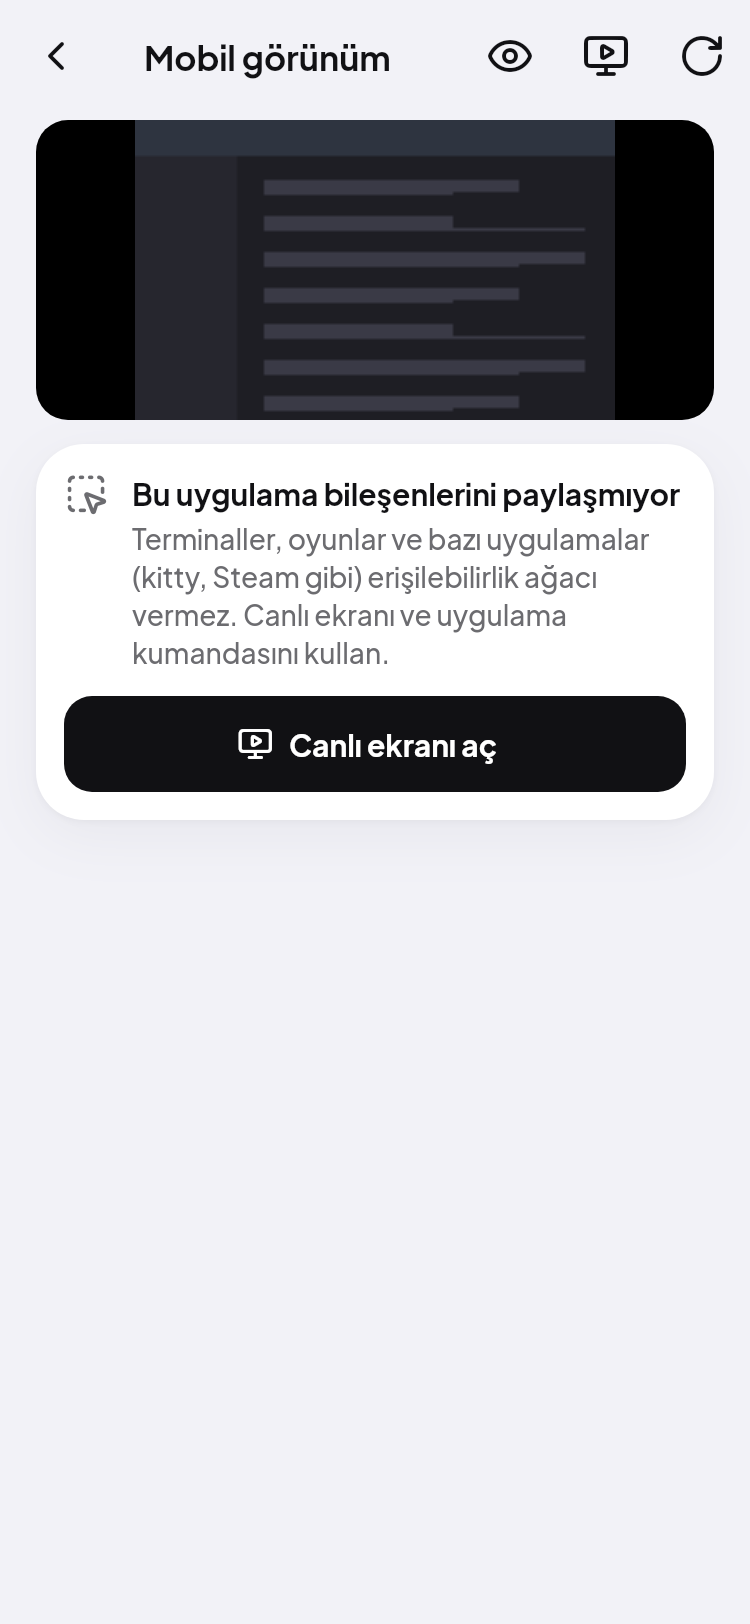 Mobil görünüm
Bu uygulama bileşenlerini paylaşmıyor
Terminaller, oyunlar ve bazı uygulamalar
(kitty, Steam gibi) erişilebilirlik ağacı
vermez. Canlı ekranı ve uygulama
kumandasını kullan.
Canlı ekranı aç